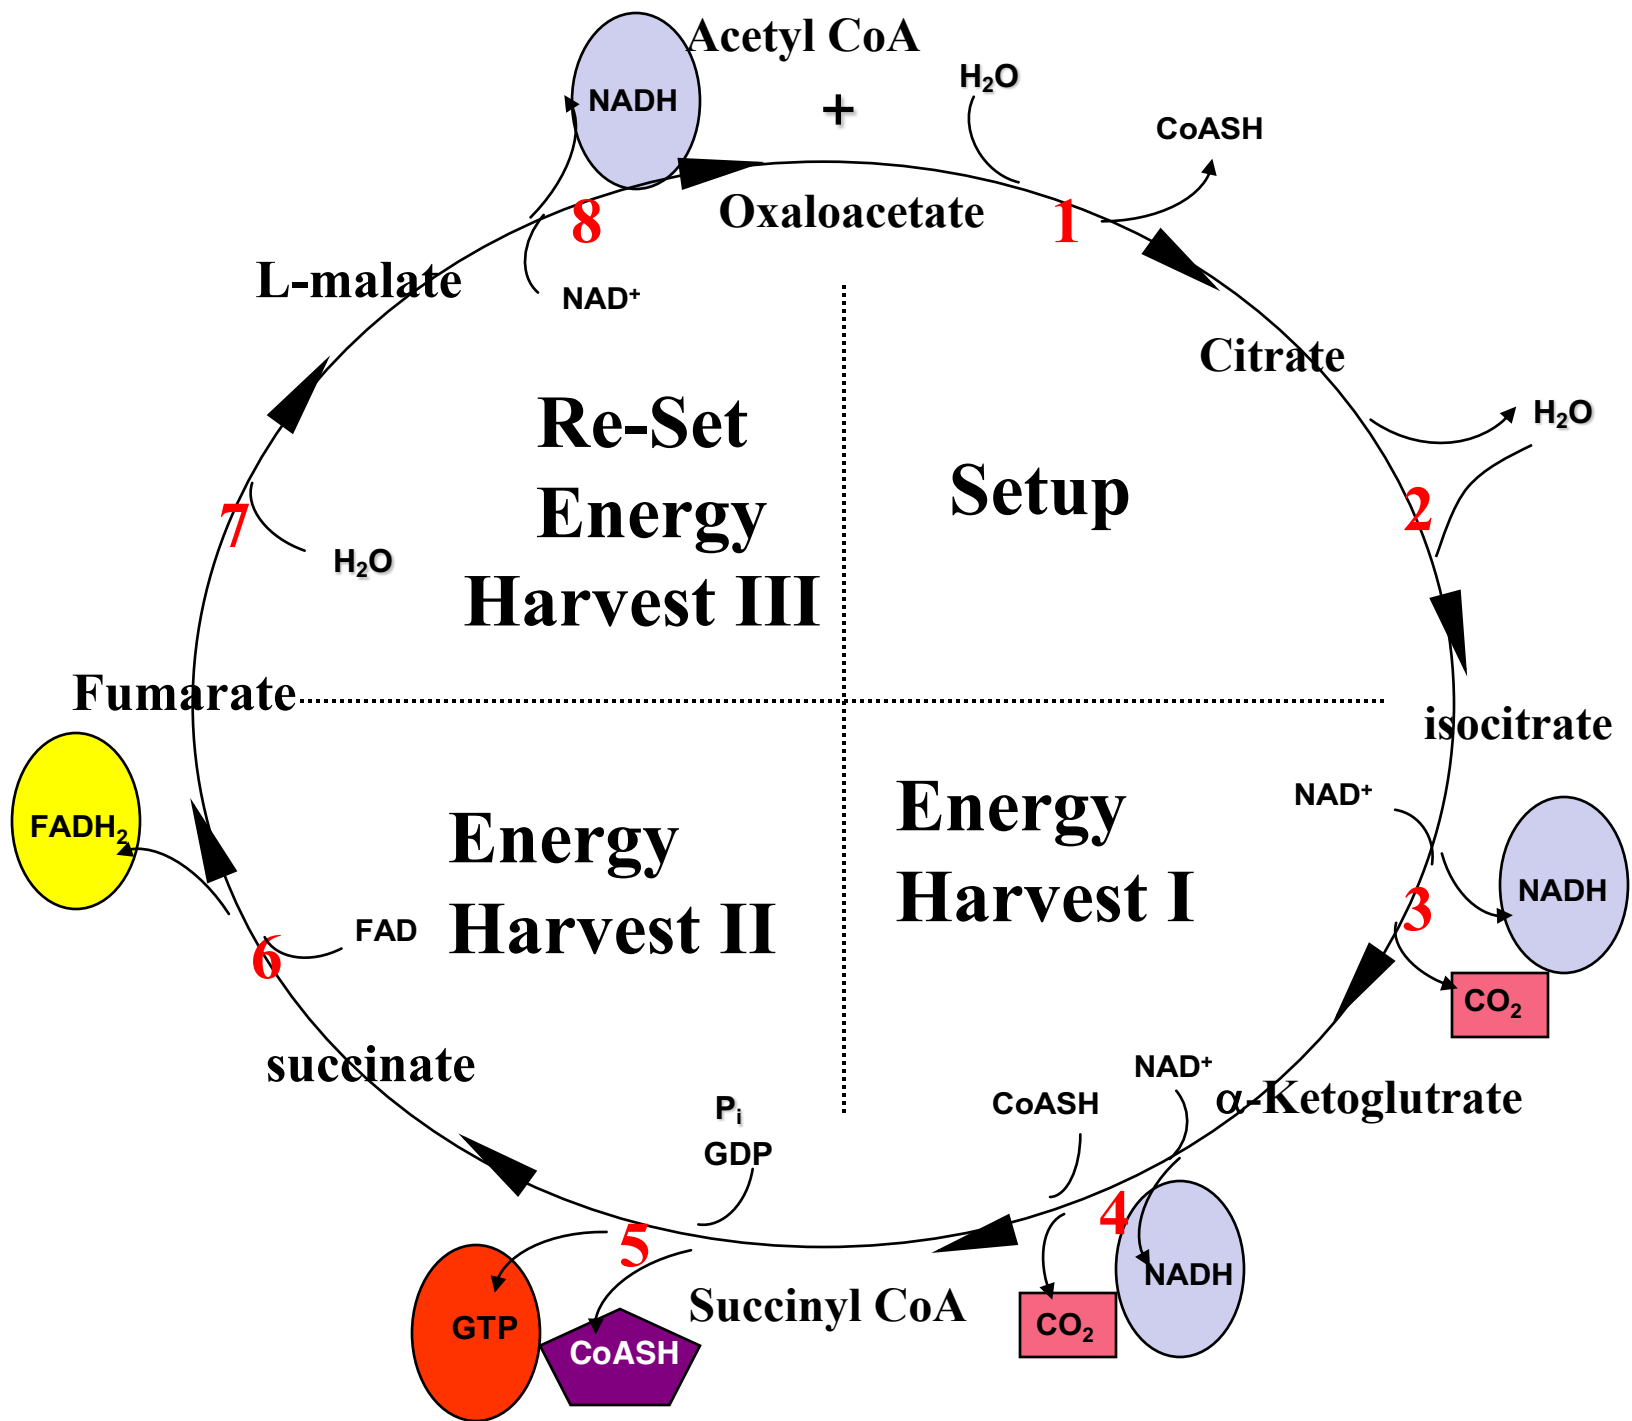 Acetyl CoA
+
Oxaloacetate
H₂O
CoASH
1
Citrate
H₂O
2
isocitrate
NAD⁺
NADH
3
CO₂
α-Ketoglutrate
NAD⁺
CoASH
4
NADH
CO₂
Succinyl CoA
Pᵢ
GDP
5
GTP
CoASH
succinate
FAD
6
FADH₂
Fumarate
H₂O
7
L-malate
NAD⁺
8
NADH
Setup
Energy
Harvest I
Energy
Harvest II
Re-Set
Energy
Harvest III